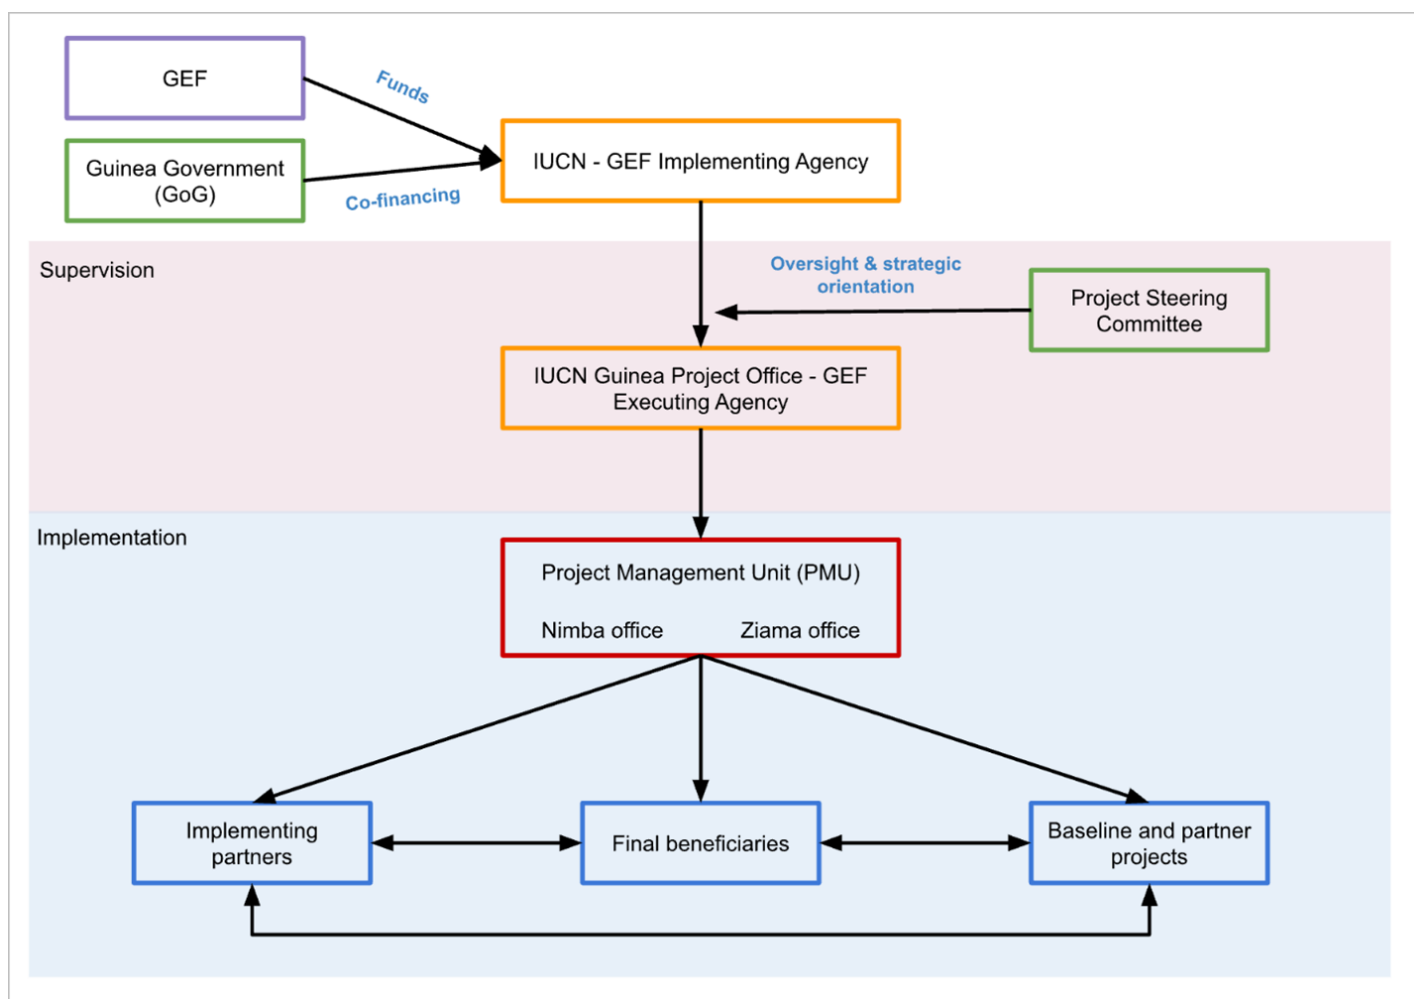 GEF
Funds
Guinea Government
(GoG)
Co-financing
IUCN - GEF Implementing Agency
Supervision
Oversight & strategic
orientation
Project Steering
Committee
IUCN Guinea Project Office - GEF
Executing Agency
Implementation
Project Management Unit (PMU)
Nimba office Ziama office
Implementing
partners
Final beneficiaries
Baseline and partner
projects